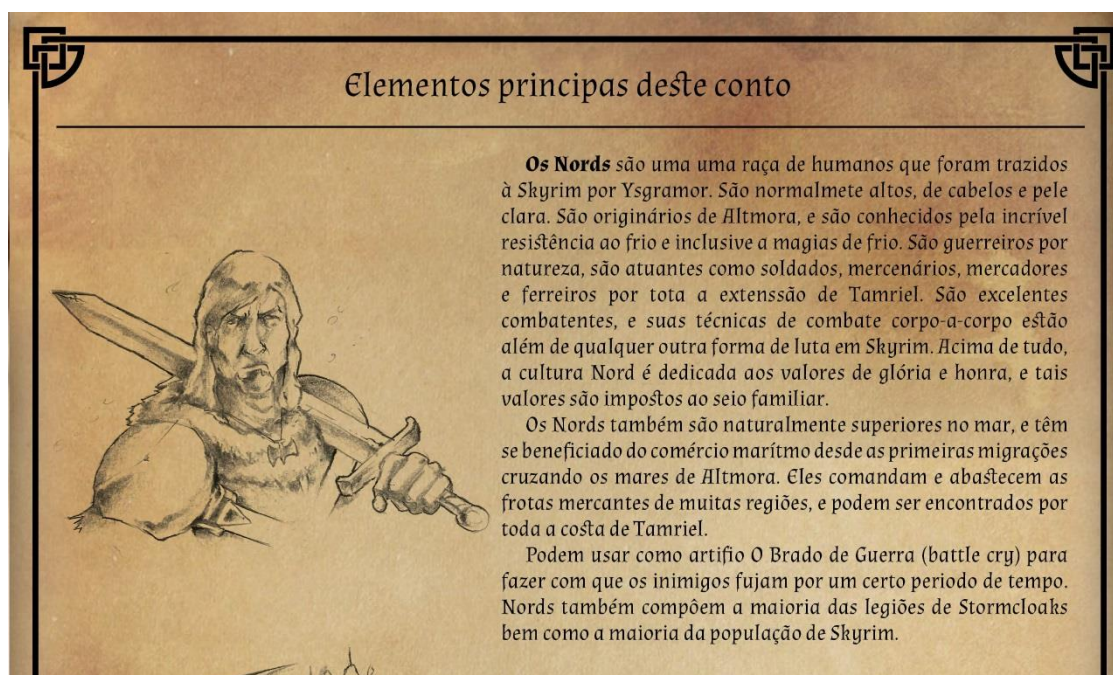 Elementos principas deste conto
Os Nords são uma uma raça de humanos que foram trazidos
à Skyrim por Ysgramor. São normalmete altos, de cabelos e pele
clara. São originários de Altmora, e são conhecidos pela incrível
resistência ao frio e inclusive a magias de frio. São guerreiros por
natureza, são atuantes como soldados, mercenários, mercadores
e ferreiros por tota a extenssão de Tamriel. São excelentes
combatentes, e suas técnicas de combate corpo-a-corpo estão
além de qualquer outra forma de luta em Skyrim. Acima de tudo,
a cultura Nord é dedicada aos valores de glória e honra, e tais
valores são impostos ao seio familiar.
Os Nords também são naturalmente superiores no mar, e têm
se beneficiado do comércio marítmo desde as primeiras migrações
cruzando os mares de Altmora. Eles comandam e abastecem as
frotas mercantes de muitas regiões, e podem ser encontrados por
toda a costa de Tamriel.
Podem usar como artifio O Brado de Guerra (battle cry) para
fazer com que os inimigos fujam por um certo periodo de tempo.
Nords também compôem a maioria das legiões de Stormcloaks
bem como a maioria da população de Skyrim.